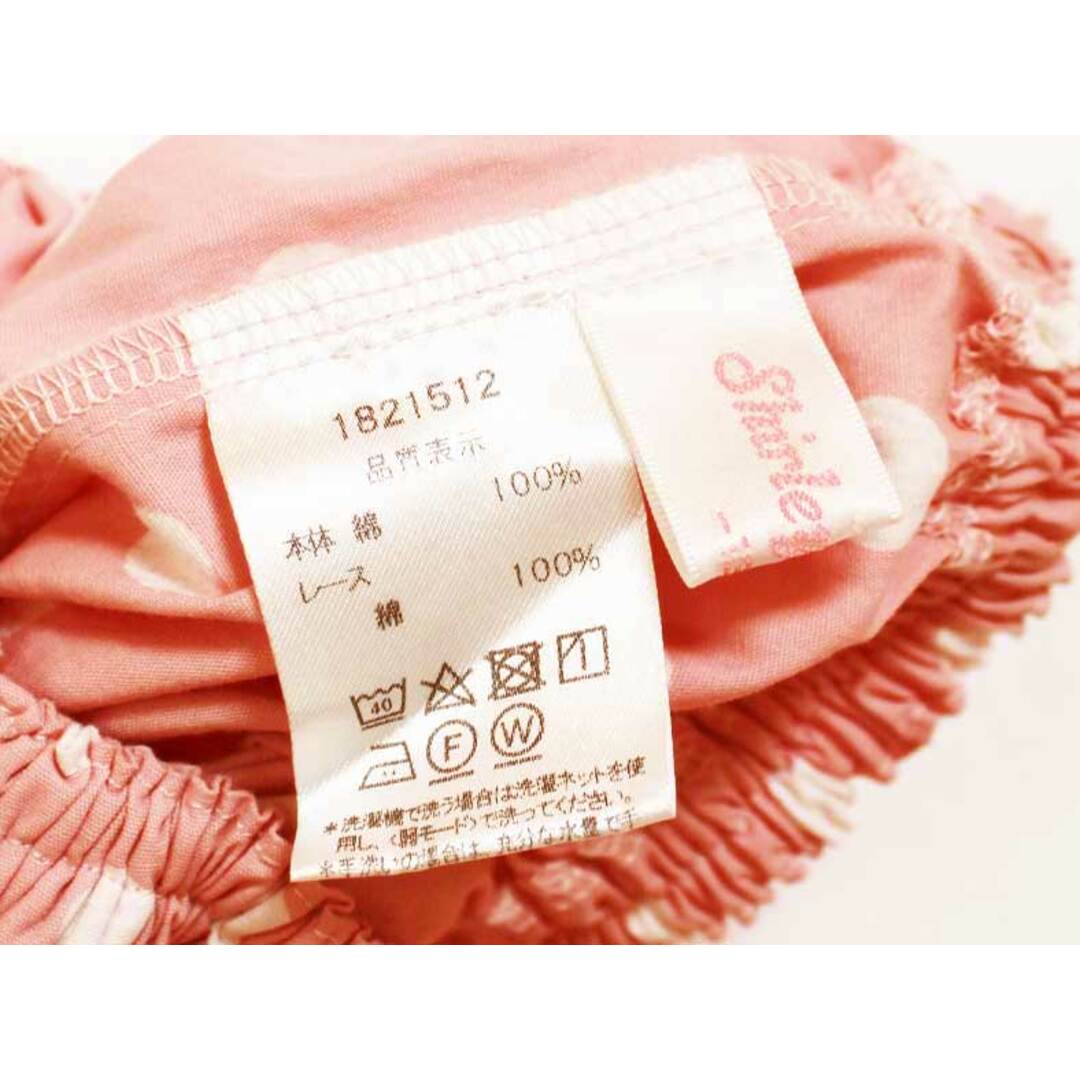 1821512
品質表示
本体 綿 100%
レース
綿 100%
40
F W
*洗濯機で洗う場合は洗濯ネットを使
用し、〈弱モード〉で洗ってください。
*手洗いの場合は、充分な水量で手